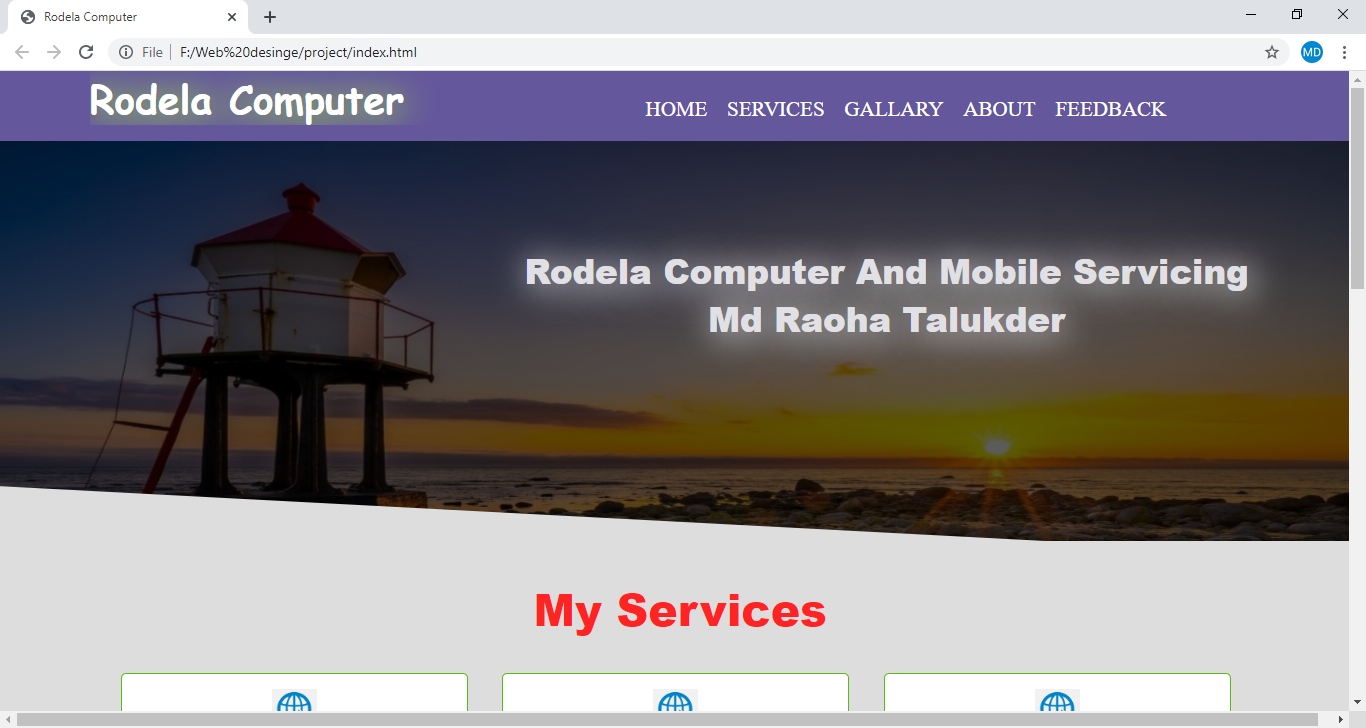 Rodela Computer
File F:/Web%20desinge/project/index.html
MD
Rodela Computer
HOME SERVICES GALLARY ABOUT FEEDBACK
Rodela Computer And Mobile Servicing
Md Raoha Talukder
My Services